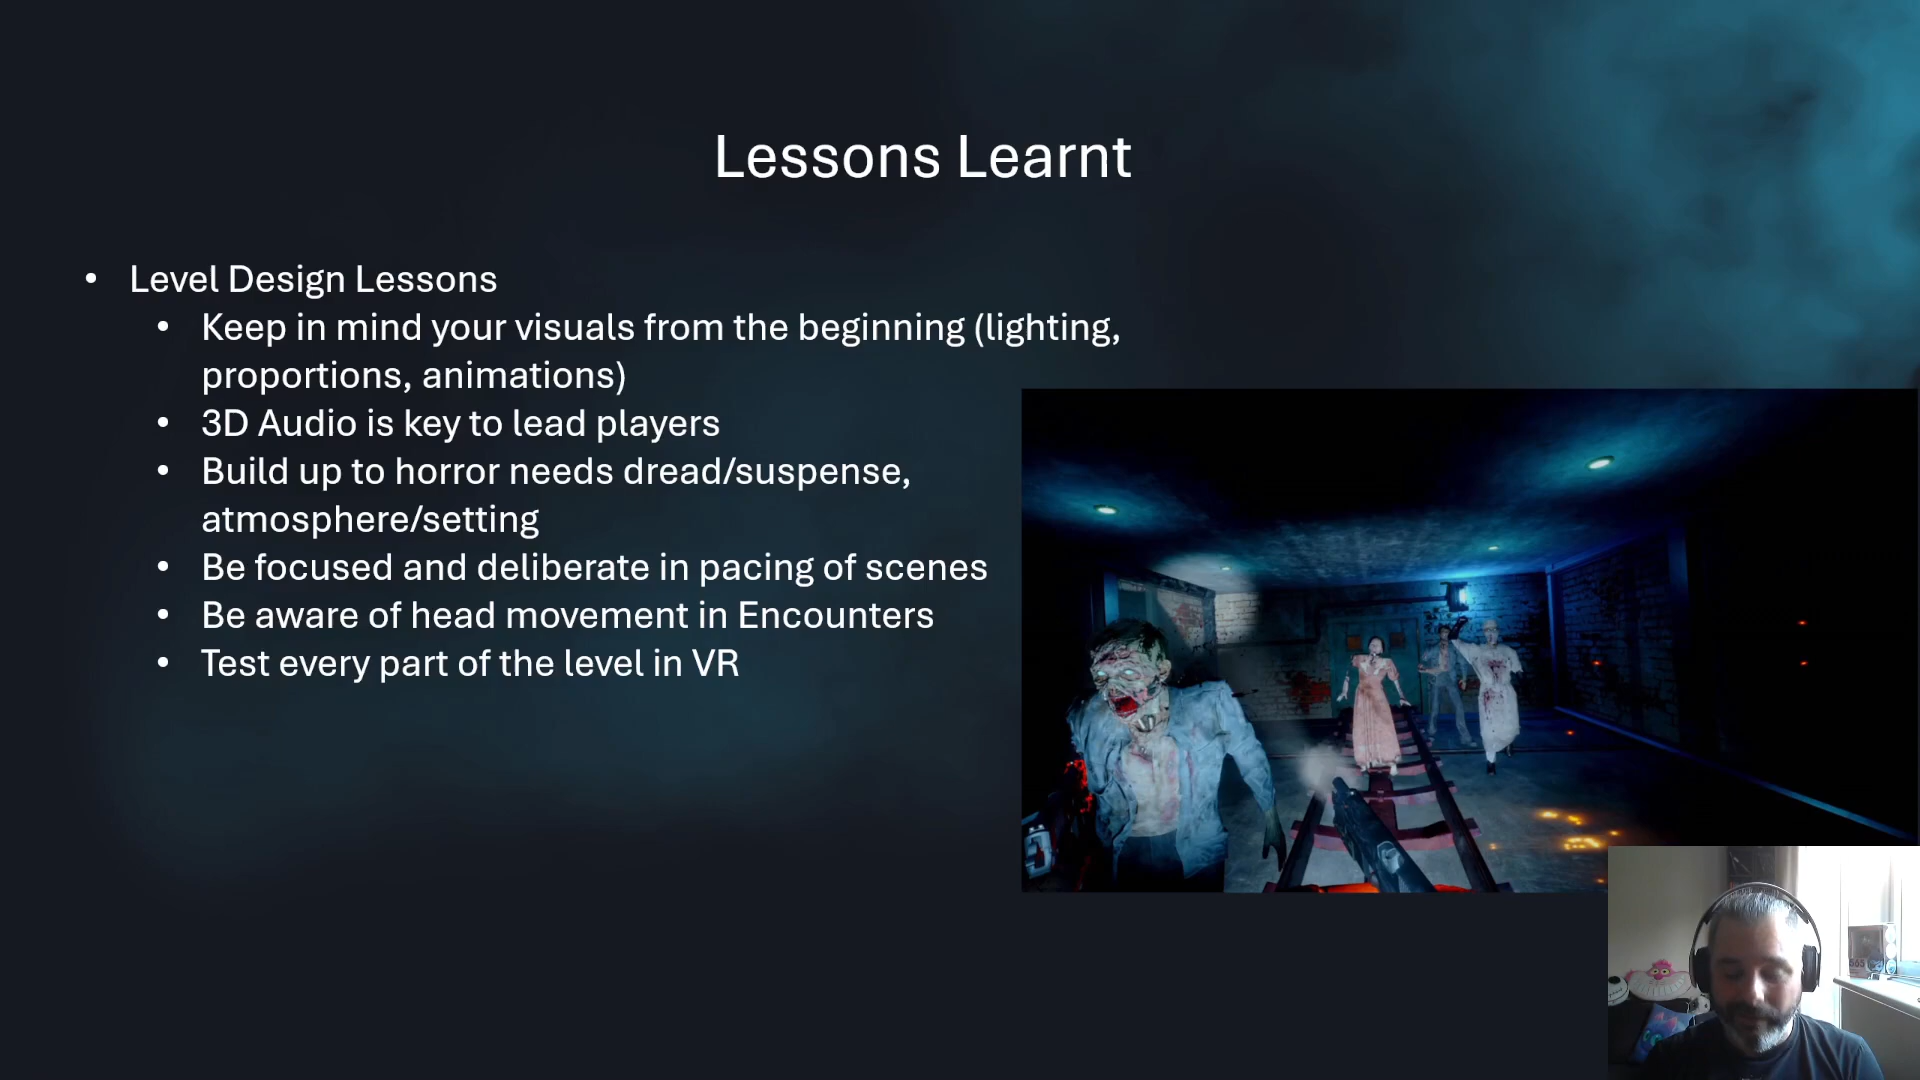 Lessons Learnt
• Level Design Lessons
• Keep in mind your visuals from the beginning (lighting,
proportions, animations)
• 3D Audio is key to lead players
• Build up to horror needs dread/suspense,
atmosphere/setting
• Be focused and deliberate in pacing of scenes
• Be aware of head movement in Encounters
• Test every part of the level in VR